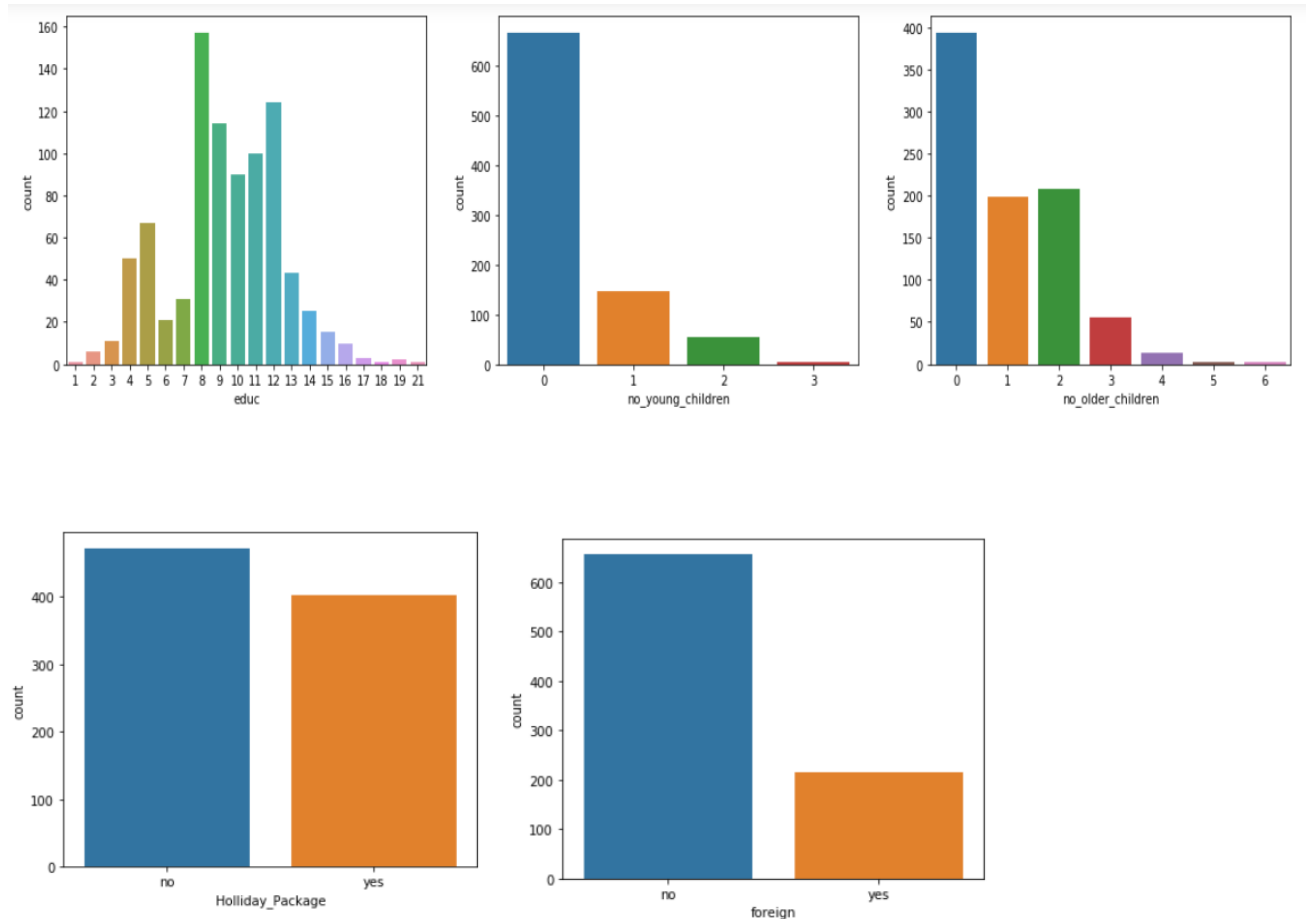 160
140
120
100
80
60
40
20
0
count
1 2 3 4 5 6 7 8 9 10 11 12 13 14 15 16 17 18 19 21
educ
600
500
400
300
200
100
0
count
0 1 2 3
no_young_children
400
350
300
250
200
150
100
50
0
count
0 1 2 3 4 5 6
no_older_children
400
300
200
100
0
count
no yes
Holliday_Package
600
500
400
300
200
100
0
count
no yes
foreign